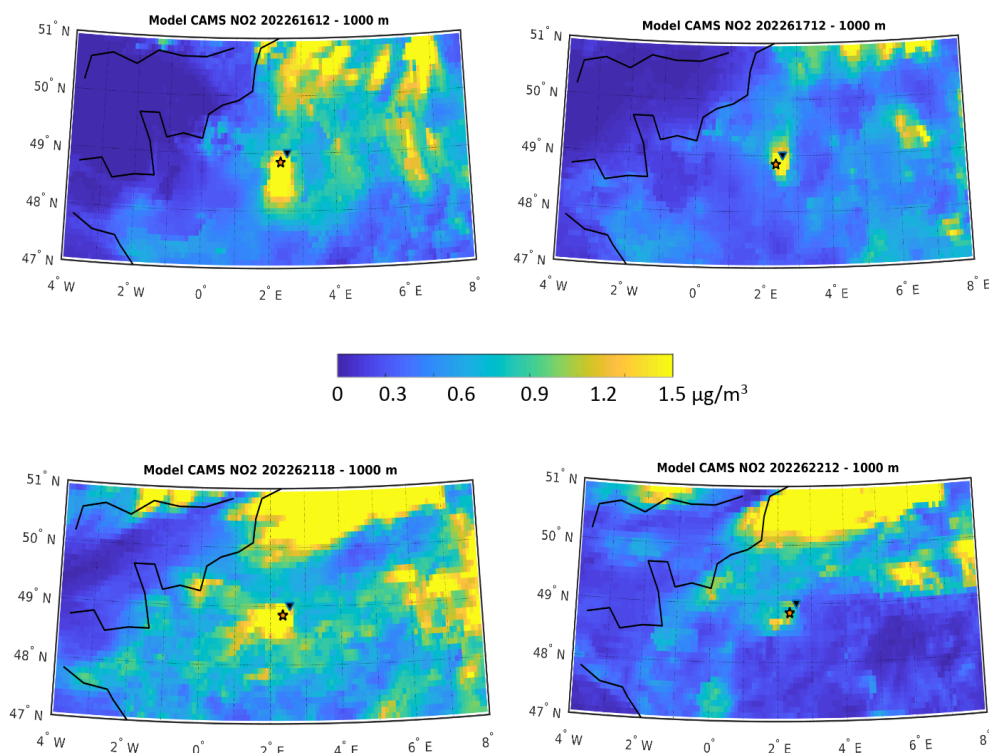 Model CAMS NO2 202261612 - 1000 m
51° N
50° N
49° N
48° N
47° N
4° W
2° W
0°
2° E
4° E
6° E
8°
Model CAMS NO2 202261712 - 1000 m
51° N
50° N
49° N
48° N
47° N
4° W
2° W
0°
2° E
4° E
6° E
8° E
0 0.3 0.6 0.9 1.2 1.5 µg/m³
Model CAMS NO2 202262118 - 1000 m
51° N
50° N
49° N
48° N
47° N
4° W
2° W
0°
2° E
4° E
6° E
8°
Model CAMS NO2 202262212 - 1000 m
51° N
50° N
49° N
48° N
47° N
4° W
2° W
0°
2° E
4° E
6° E
8°